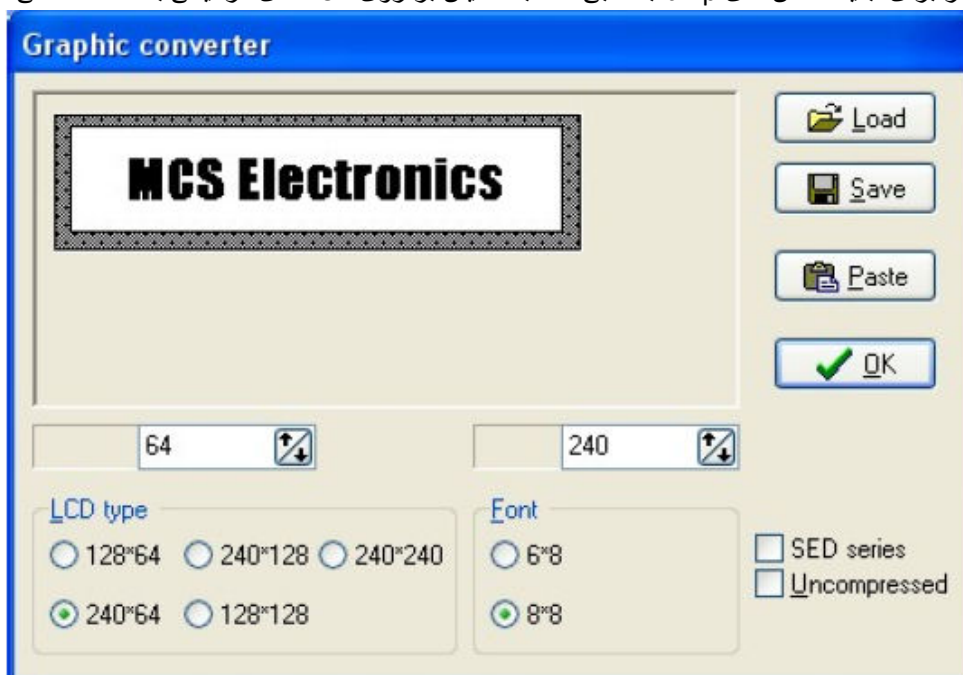 Graphic converter
MCS Electronics
Load
Save
Paste
OK
64
240
LCD type
128*64
240*128
240*240
240*64
128*128
Font
6*8
8*8
SED series
Uncompressed